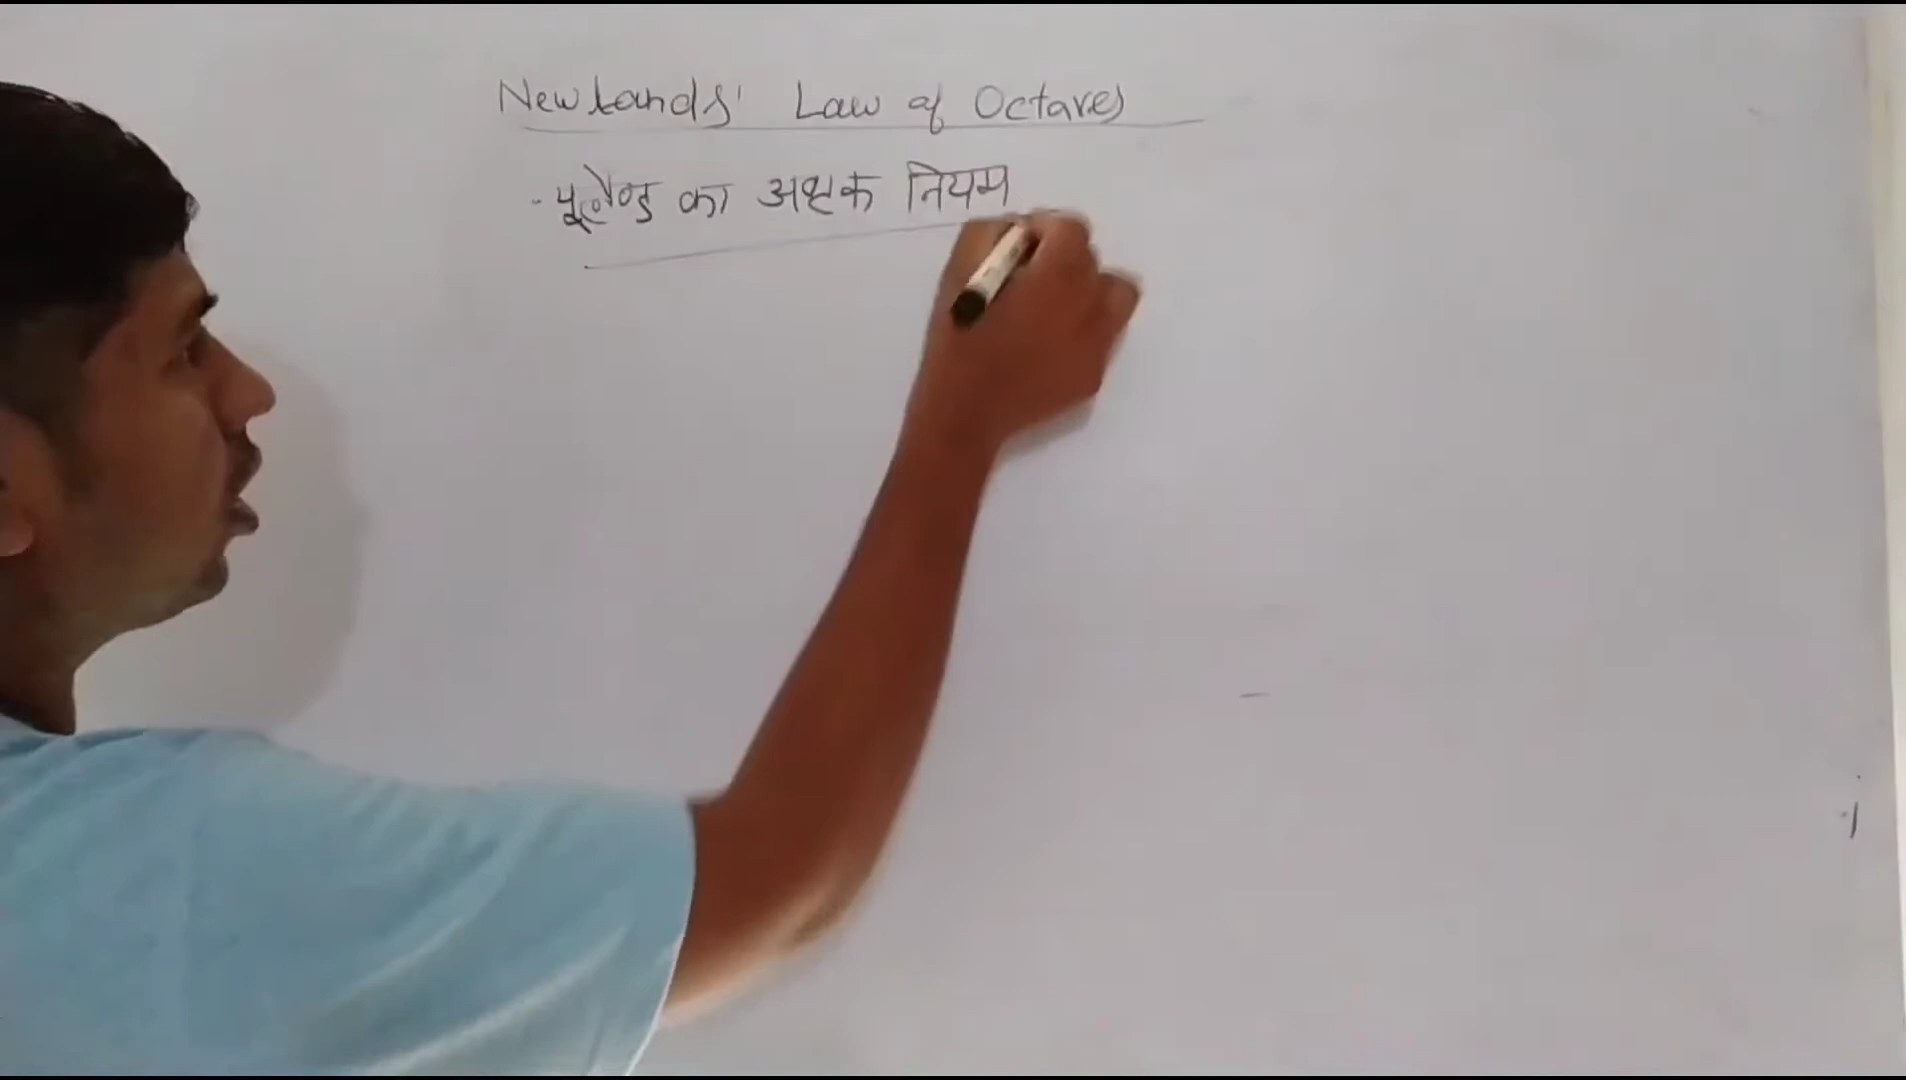 Newlands' Law of Octaves
न्यूलैण्ड का अष्टक नियम